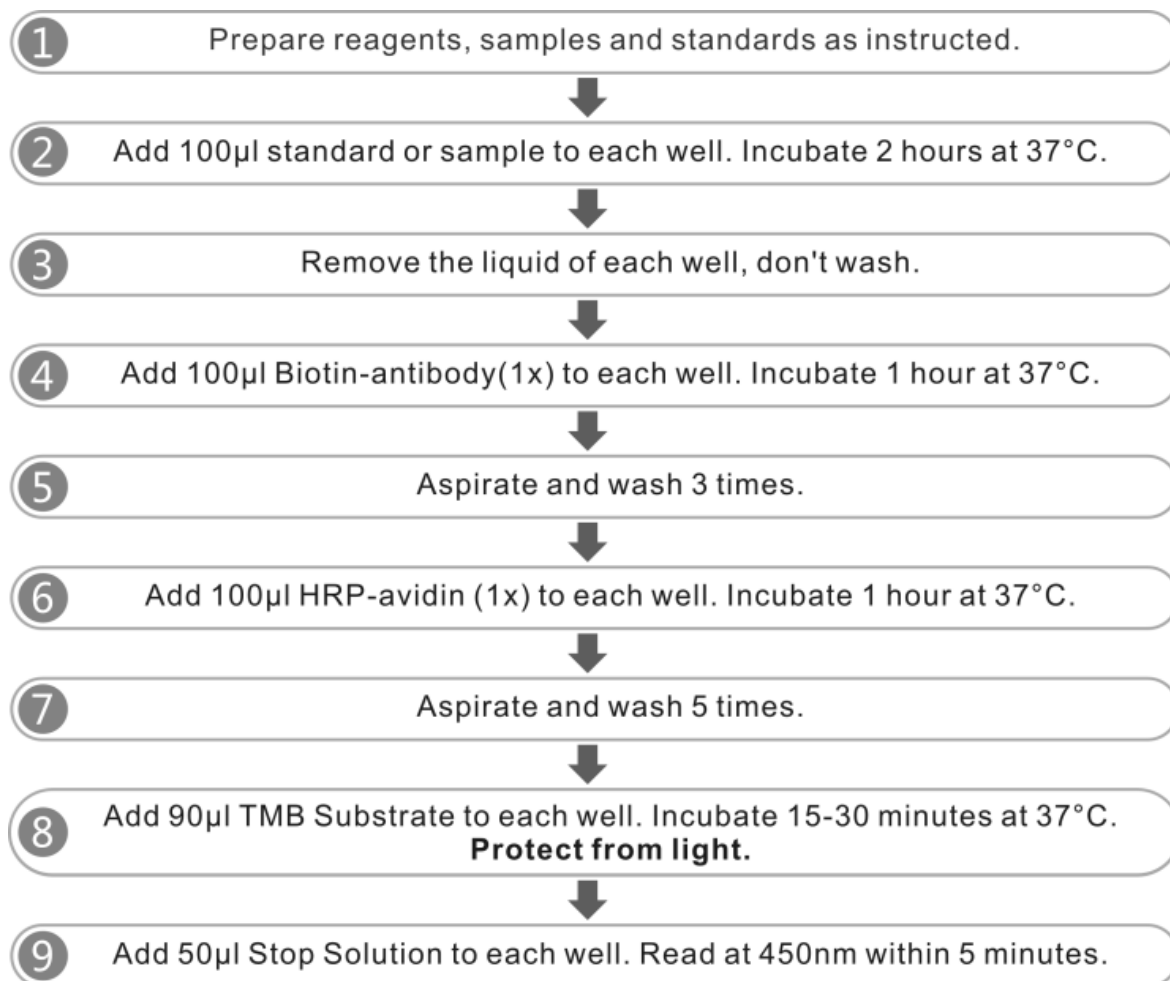 1 Prepare reagents, samples and standards as instructed.
2 Add 100µl standard or sample to each well. Incubate 2 hours at 37°C.
3 Remove the liquid of each well, don't wash.
4 Add 100µl Biotin-antibody(1x) to each well. Incubate 1 hour at 37°C.
5 Aspirate and wash 3 times.
6 Add 100µl HRP-avidin (1x) to each well. Incubate 1 hour at 37°C.
7 Aspirate and wash 5 times.
8 Add 90µl TMB Substrate to each well. Incubate 15-30 minutes at 37°C.
Protect from light.
9 Add 50µl Stop Solution to each well. Read at 450nm within 5 minutes.